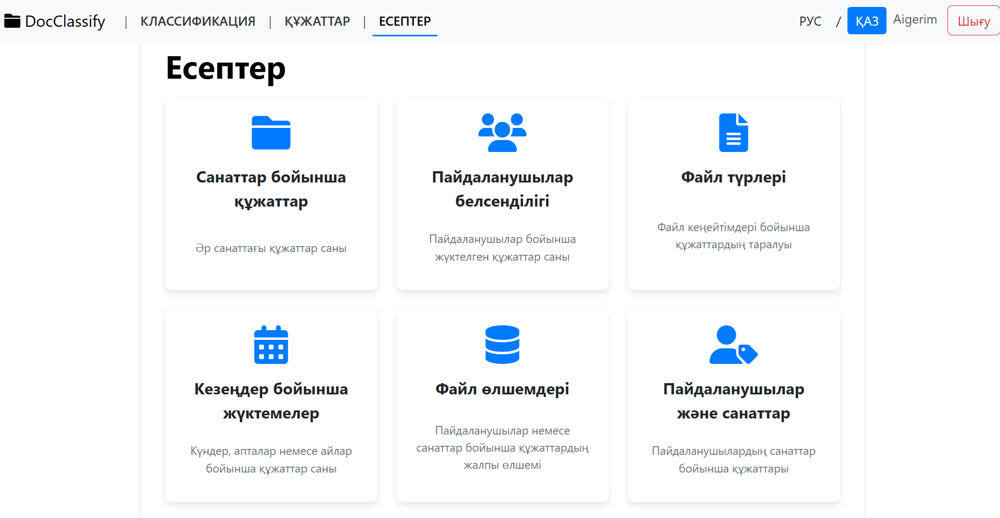 DocClassify | КЛАССИФИКАЦИЯ | ҚҰЖАТТАР | ЕСЕПТЕР РУС / ҚАЗ Aigerim Шығу
Есептер
Санаттар бойынша
құжаттар
Әр санаттағы құжаттар саны
Пайдаланушылар
белсенділігі
Пайдаланушылар бойынша
жүктелген құжаттар саны
Файл түрлері
Файл кеңейтімдері бойынша
құжаттардың таралуы
Кезеңдер бойынша
жүктемелер
Күндер, апталар немесе айлар
бойынша құжаттар саны
Файл өлшемдері
Пайдаланушылар немесе
санаттар бойынша құжаттардың
жалпы өлшемі
Пайдаланушылар
және санаттар
Пайдаланушылардың санаттар
бойынша құжаттары